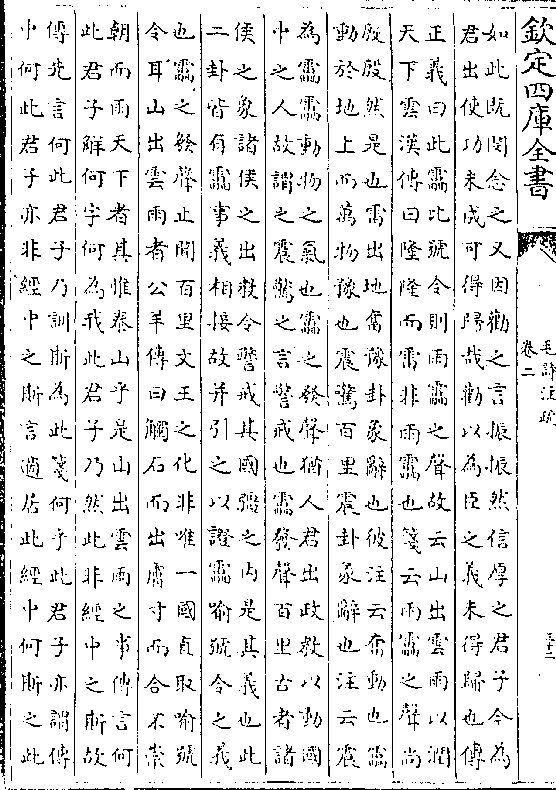 欽定四庫全書
毛詩注疏
卷二
如此既閔念之又因勸之言振振然信厚之君子今為
君出使功未成可得歸哉勸以為臣之義未得歸也傳
正義曰此靁比號令則雨靁之聲故云山出雲雨以潤
天下雲漢傳曰隆隆而雷非雨靁也箋云雨靁之聲尚
殷殷然是也雷出地奮豫卦象辭也彼注云奮動也靁
動於地上而萬物豫也震驚百里震卦彖辭也注云震
為靁靁動物之氣也靁之發聲猶人君出政教以動國
中之人故謂之震驚之言警戒也靁發聲百里古者諸
侯之象諸侯之出教令警戒其國疆之内是其義也此
二卦皆有靁事義相接故并引之以證靁喻號令之義
也靁之發聲止聞百里文王之化非唯一國直取喻號
令耳山出雲雨者公羊傳曰觸石而出膚寸而合不崇
朝而雨天下者其惟泰山乎是山出雲雨之事傳言何
此君子解何字何為我此君子乃然此非經中之斯故
傳先言何此君子乃訓斯為此箋何乎此君子亦謂傳
中何此君子亦非經中之斯言適居此經中何斯之此